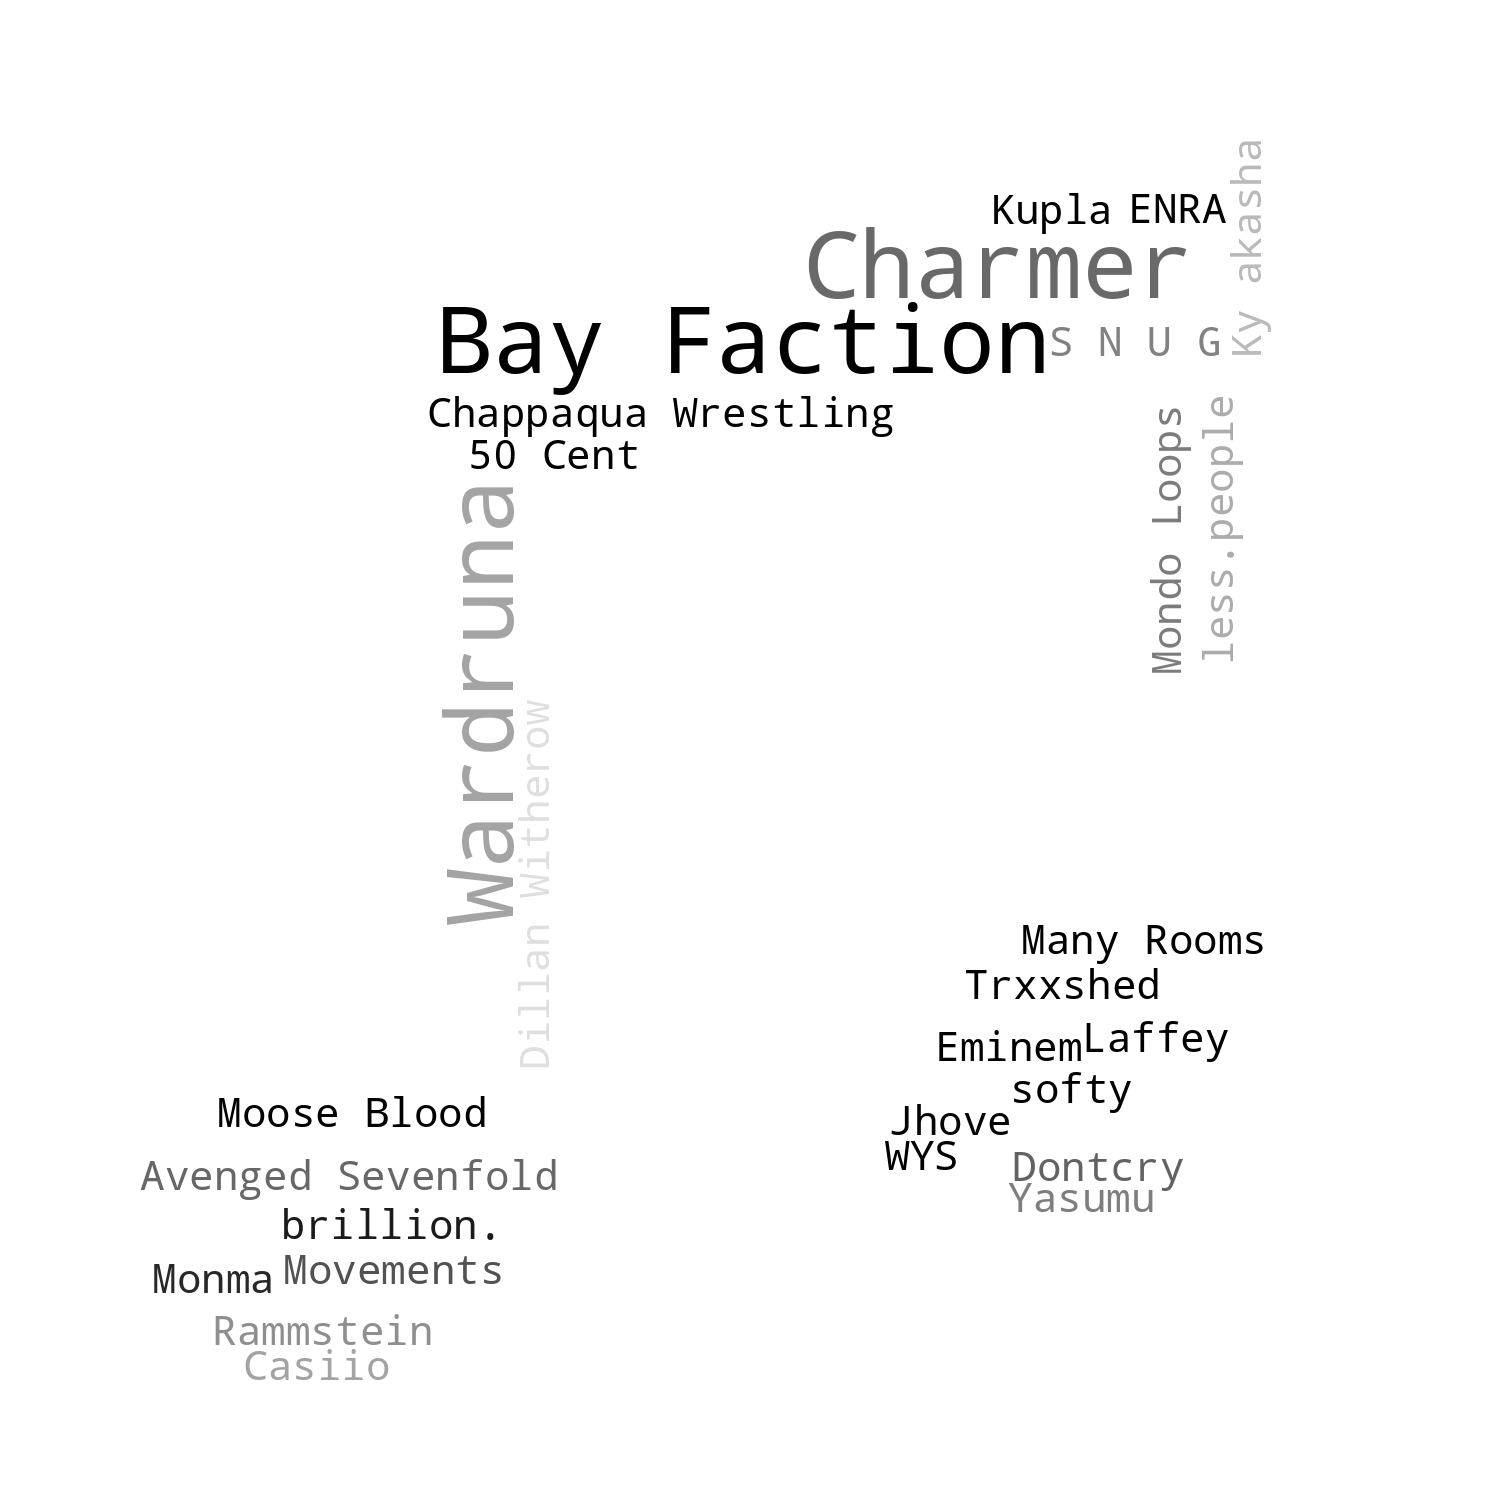 Ky akasha
Kupla
ENRA
Charmer
Bay Faction
S N U G
Chappaqua Wrestling
50 Cent
Mondo Loops
less.people
Wardruna
Dillan Witherow
Many Rooms
Trxxshed
Eminem
Laffey
softy
Jhove
WYS
Dontcry
Yasumu
Moose Blood
Avenged Sevenfold
brillion.
Monma
Movements
Rammstein
Casiio